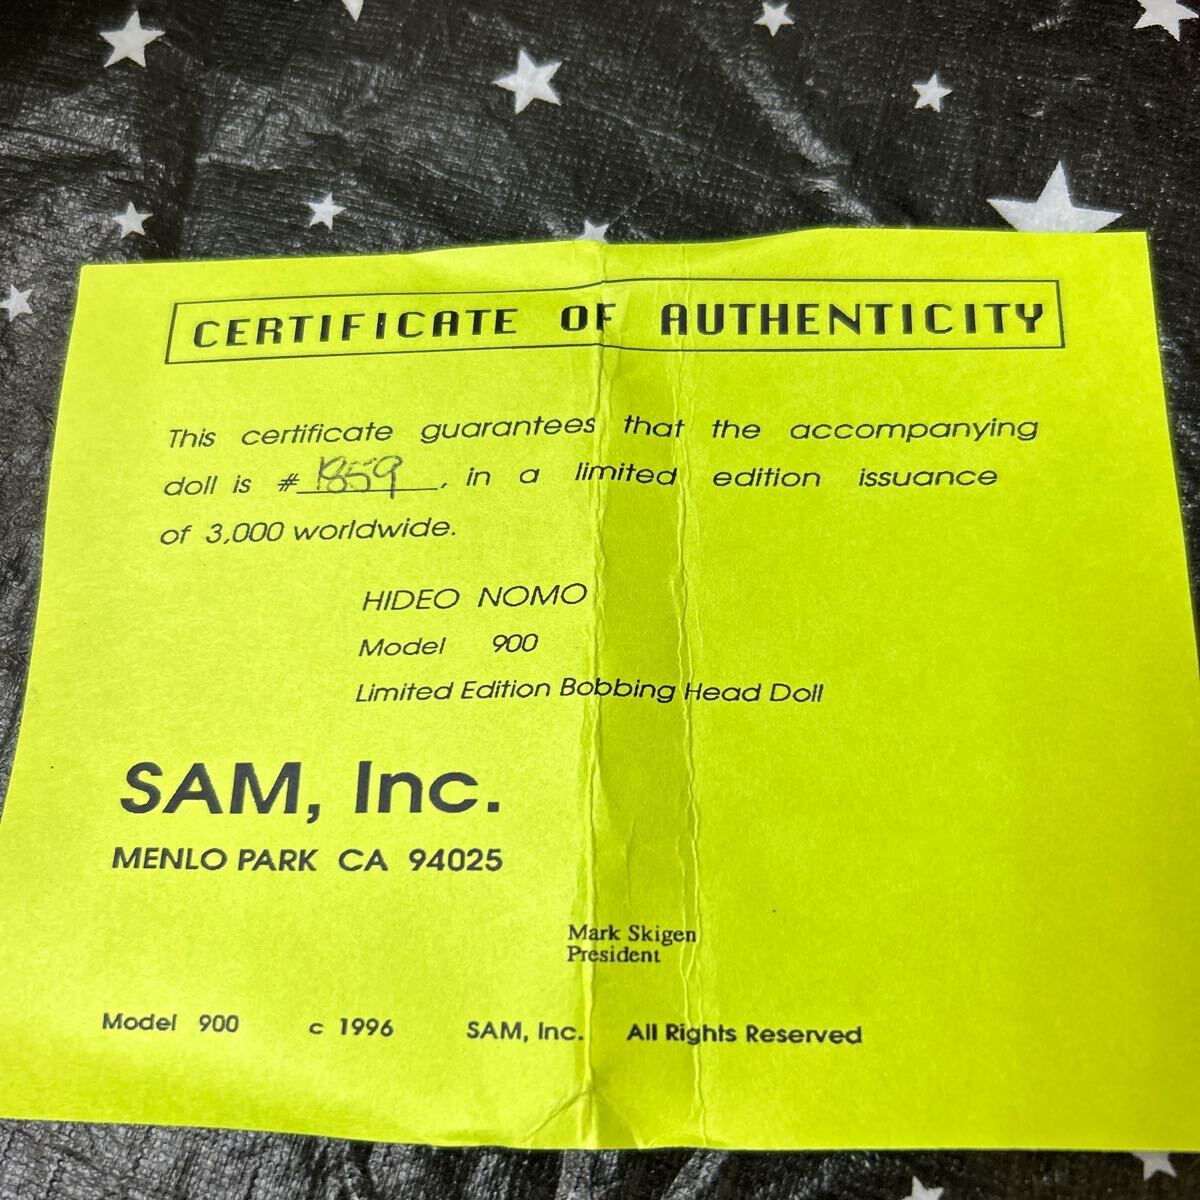 CERTIFICATE OF AUTHENTICITY
This certificate guarantees that the accompanying
doll is # 1859, in a limited edition issuance
of 3,000 worldwide.
HIDEO NOMO
Model 900
Limited Edition Bobbing Head Doll
SAM, Inc.
MENLO PARK CA 94025
Mark Skigen
President
Model 900 c 1996 SAM, Inc. All Rights Reserved